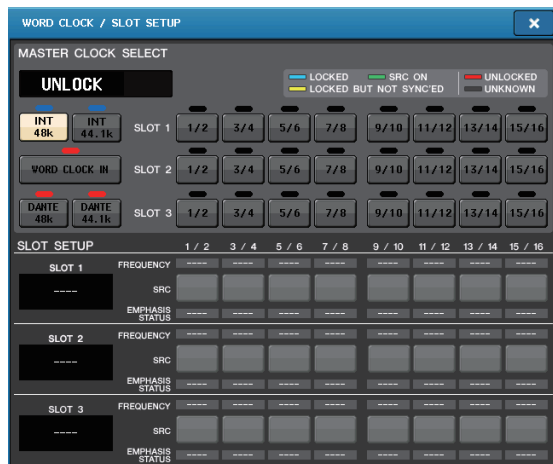 WORD CLOCK / SLOT SETUP
MASTER CLOCK SELECT
UNLOCK
LOCKED SRC ON UNLOCKED
LOCKED BUT NOT SYNC'ED UNKNOWN
INT 48k INT 44.1k SLOT 1 1/2 3/4 5/6 7/8 9/10 11/12 13/14 15/16
WORD CLOCK IN SLOT 2 1/2 3/4 5/6 7/8 9/10 11/12 13/14 15/16
DANTE 48k DANTE 44.1k SLOT 3 1/2 3/4 5/6 7/8 9/10 11/12 13/14 15/16
SLOT SETUP 1 / 2 3 / 4 5 / 6 7 / 8 9 / 10 11 / 12 13 / 14 15 / 16
SLOT 1 FREQUENCY ---- ---- ---- ---- ---- ---- ---- ----
---- SRC
EMPHASIS STATUS ---- ---- ---- ---- ---- ---- ---- ----
SLOT 2 FREQUENCY ---- ---- ---- ---- ---- ---- ---- ----
---- SRC
EMPHASIS STATUS ---- ---- ---- ---- ---- ---- ---- ----
SLOT 3 FREQUENCY ---- ---- ---- ---- ---- ---- ---- ----
---- SRC
EMPHASIS STATUS ---- ---- ---- ---- ---- ---- ---- ----